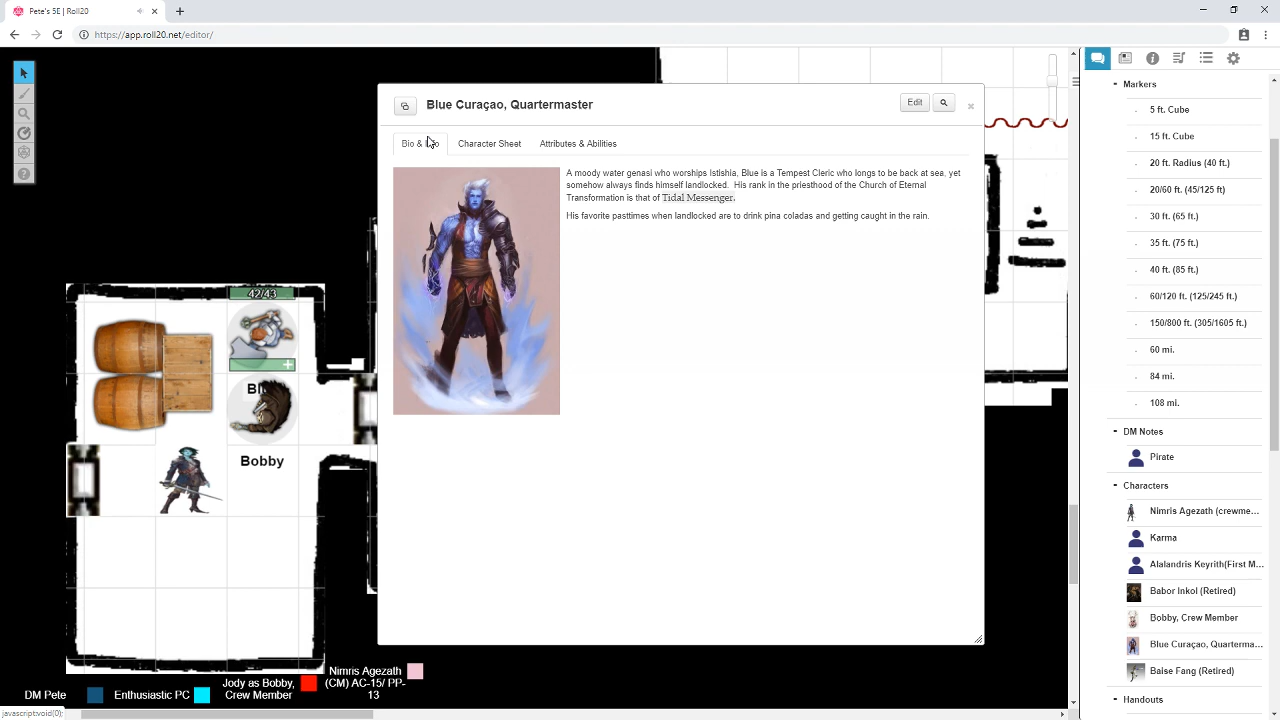 Pete's 5E | Roll20
https://app.roll20.net/editor/
Blue Curaçao, Quartermaster
Edit
Character Sheet
Attributes & Abilities
A moody water genasi who worships Istishia, Blue is a Tempest Cleric who longs to be back at sea, yet
somehow always finds himself landlocked. His rank in the priesthood of the Church of Eternal
Transformation is that of Tidal Messenger.
His favorite pasttimes when landlocked are to drink pina coladas and getting caught in the rain.
42/43
Bobby
Nimris Agezath
(CM) AC-15/ PP-
13
Jody as Bobby,
Crew Member
Enthusiastic PC
DM Pete
javascript:void(0);
Markers
5 ft. Cube
15 ft. Cube
20 ft. Radius (40 ft.)
20/60 ft. (45/125 ft)
30 ft. (65 ft.)
35 ft. (75 ft.)
40 ft. (85 ft.)
60/120 ft. (125/245 ft.)
150/800 ft. (305/1605 ft.)
60 mi.
84 mi.
108 mi.
DM Notes
Pirate
Characters
Nimris Agezath (crewme...
Karma
Alalandris Keyrith(First M...
Babor Inko (Retired)
Bobby, Crew Member
Blue Curaçao, Quarterma...
Baise Fang (Retired)
Handouts